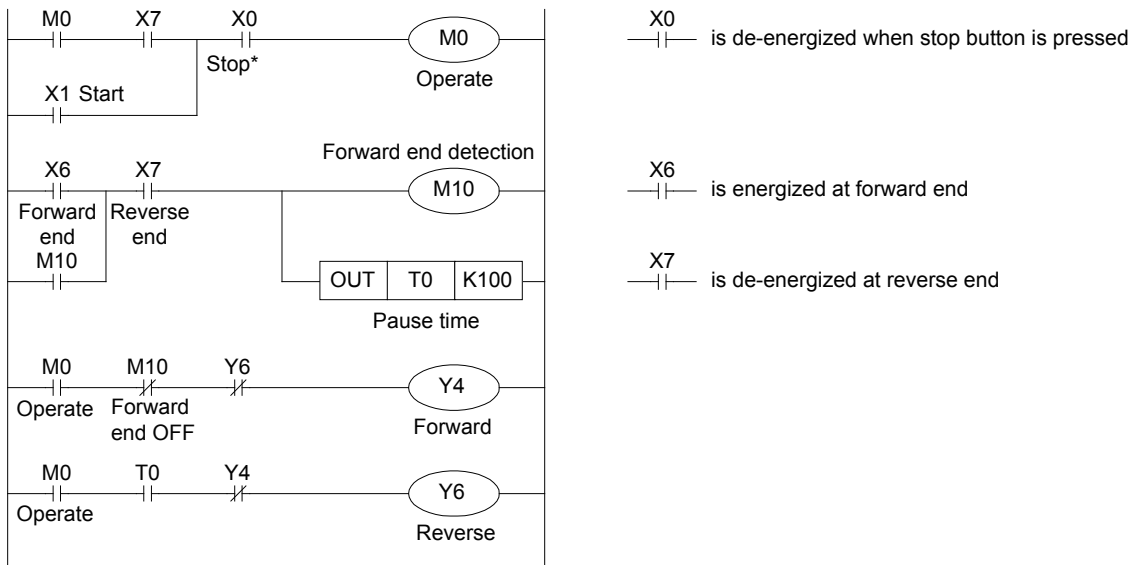 M0 X7 X0 X0
M0 is de-energized when stop button is pressed
Stop*
Operate
X1 Start
Forward end detection
X6 X7 X6
M10 is energized at forward end
Forward Reverse
end end
M10 X7
OUT T0 K100 is de-energized at reverse end
Pause time
M0 M10 Y6
Y4
Operate Forward Forward
end OFF
M0 T0 Y4
Y6
Operate
Reverse